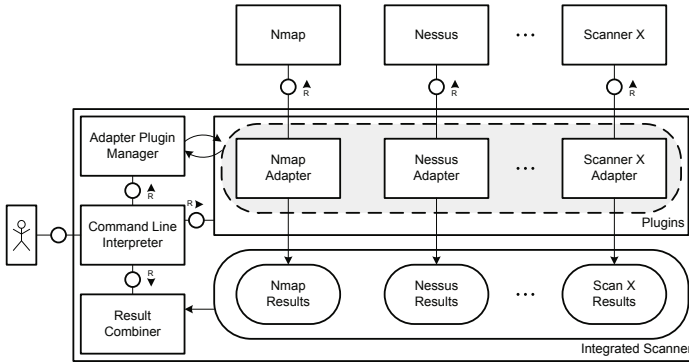 Nmap
Nessus
...
Scanner X
R
R
R
Adapter Plugin
Manager
Nmap
Adapter
Nessus
Adapter
...
Scanner X
Adapter
R
R
Command Line
Interpreter
Plugins
R
Nmap
Results
Nessus
Results
...
Scan X
Results
Result
Combiner
Integrated Scanner